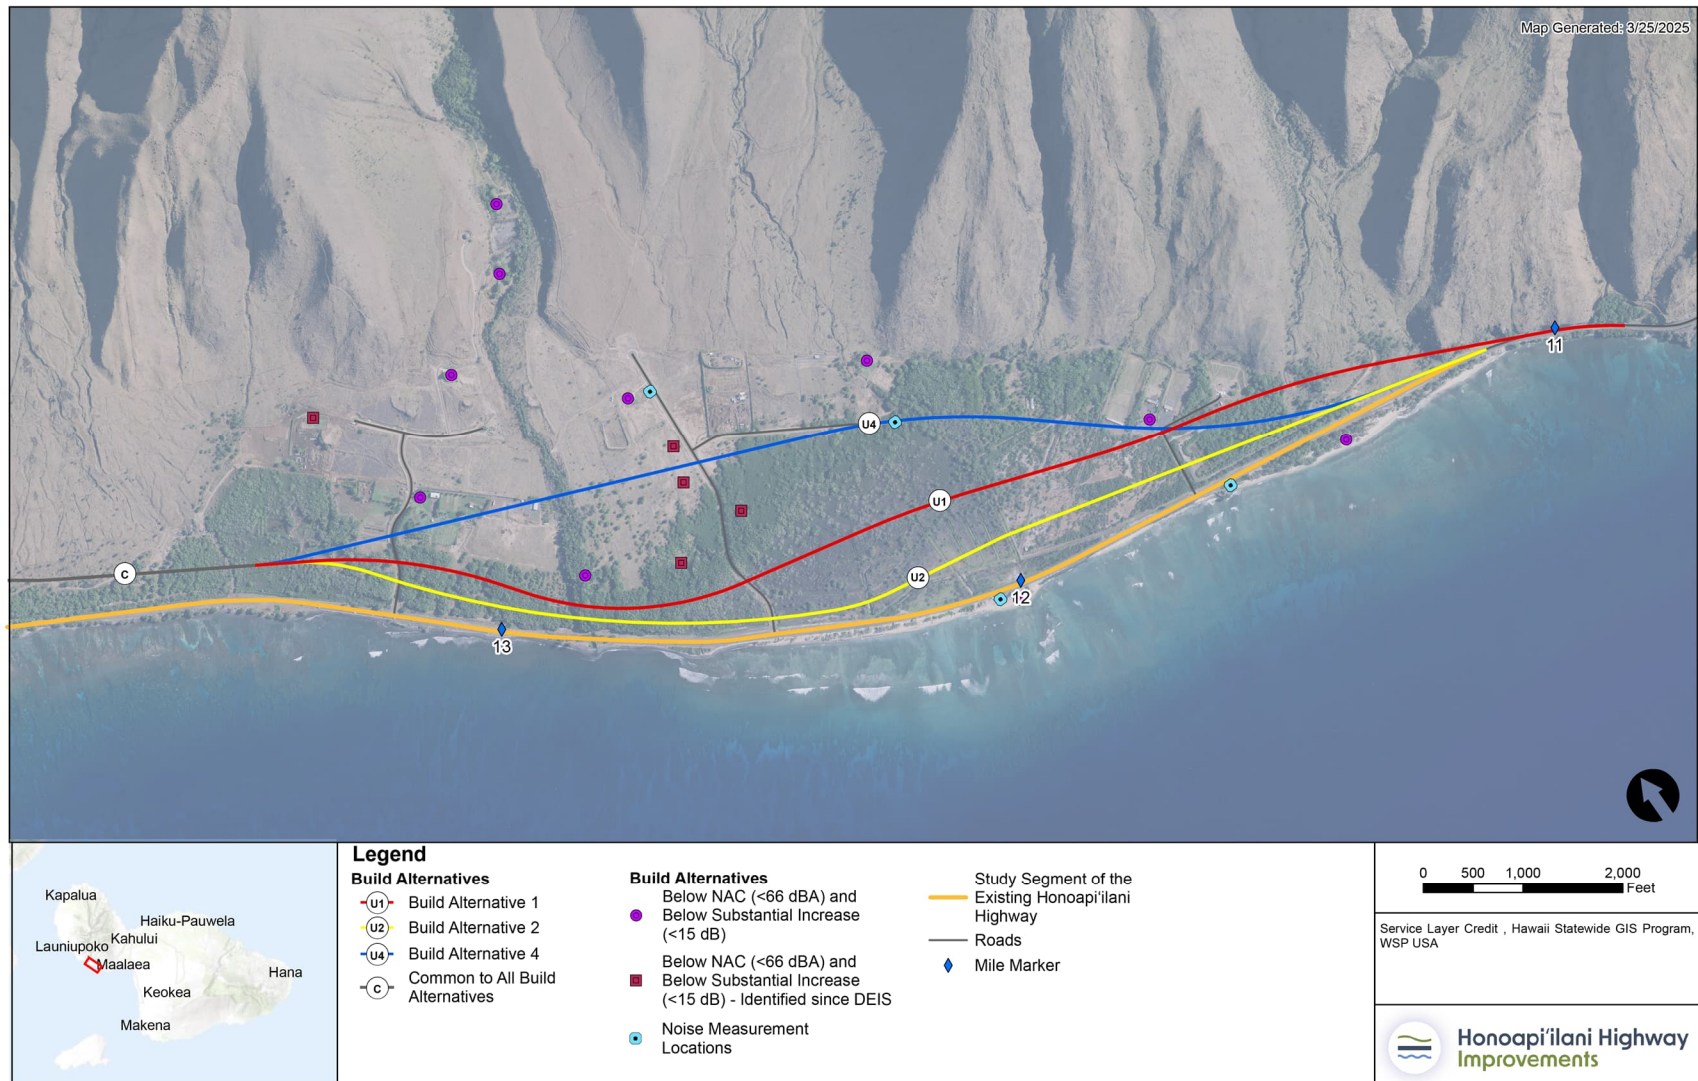 Map Generated: 3/25/2025
11
U4
U1
C
U2
12
13
Kapalua
Haiku-Pauwela
Kahului
Launiupoko
Maalaea
Hana
Keokea
Makena
Legend
Build Alternatives
U1 Build Alternative 1
U2 Build Alternative 2
U4 Build Alternative 4
C Common to All Build
Alternatives
Build Alternatives
Below NAC (<66 dBA) and
Below Substantial Increase
(<15 dB)
Below NAC (<66 dBA) and
Below Substantial Increase
(<15 dB) - Identified since DEIS
Noise Measurement
Locations
Study Segment of the
Existing Honoapiʻilani
Highway
Roads
Mile Marker
0 500 1,000 2,000
Feet
Service Layer Credit , Hawaii Statewide GIS Program,
WSP USA
Honoapiʻilani Highway
Improvements